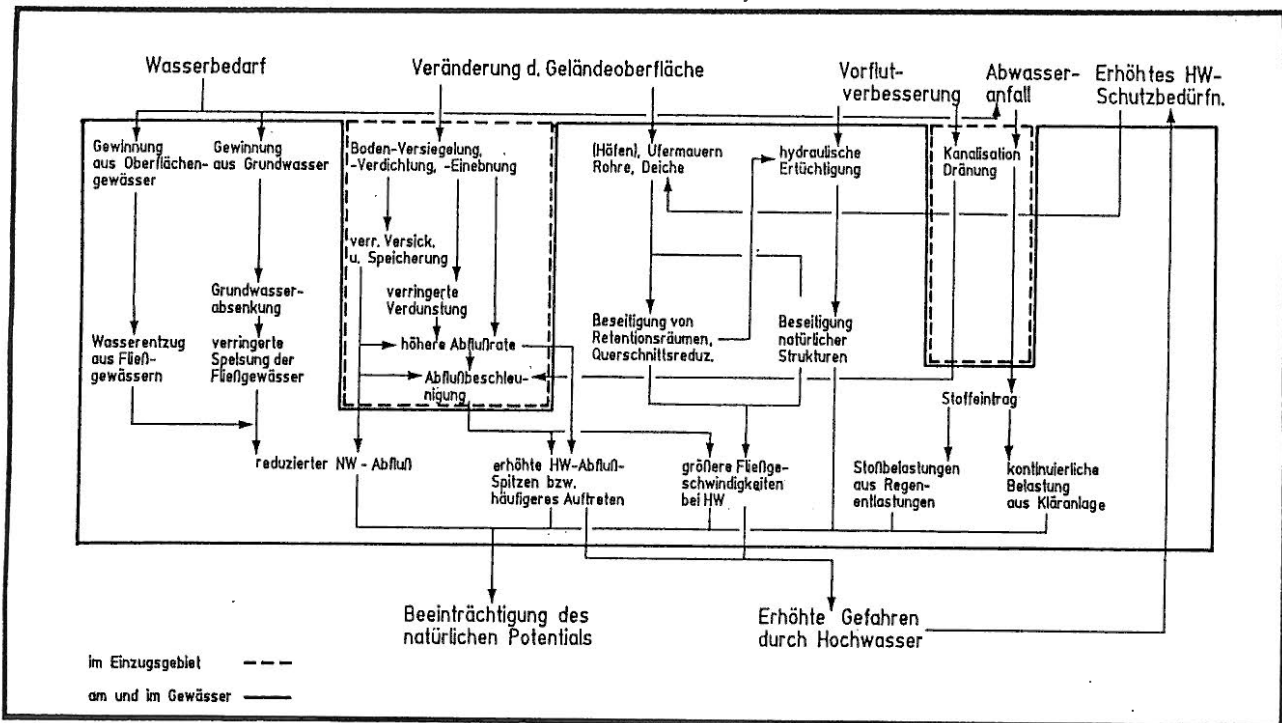 Wasserbedarf
Veränderung d. Geländeoberfläche
Vorflut-
verbesserung
Abwasser-
anfall
Erhöhtes HW-
Schutzbedürfn.
Gewinnung
aus Oberflächen-
gewässer
Gewinnung
aus Grundwasser
Boden-Versiegelung,
-Verdichtung, -Einebnung
(Häfen), Ufermauern
Rohre, Deiche
hydraulische
Ertüchtigung
Kanalisation
Dränung
verr. Versick.
u. Speicherung
Grundwasser-
absenkung
verringerte
Verdunstung
Wasserentzug
aus Fließ-
gewässern
verringerte
Speisung der
Fließgewässer
höhere Abflußrate
Abflußbeschleu-
nigung
Beseitigung von
Retentionsräumen,
Querschnittsreduz.
Beseitigung
natürlicher
Strukturen
Stoffeintrag
reduzierter NW - Abfluß
erhöhte HW-Abfluß-
Spitzen bzw.
häufigeres Auftreten
größere Fließge-
schwindigkeiten
bei HW
Stoßbelastungen
aus Regen-
entlastungen
kontinuierliche
Belastung
aus Kläranlage
Beeinträchtigung des
natürlichen Potentials
Erhöhte Gefahren
durch Hochwasser
im Einzugsgebiet
am und im Gewässer